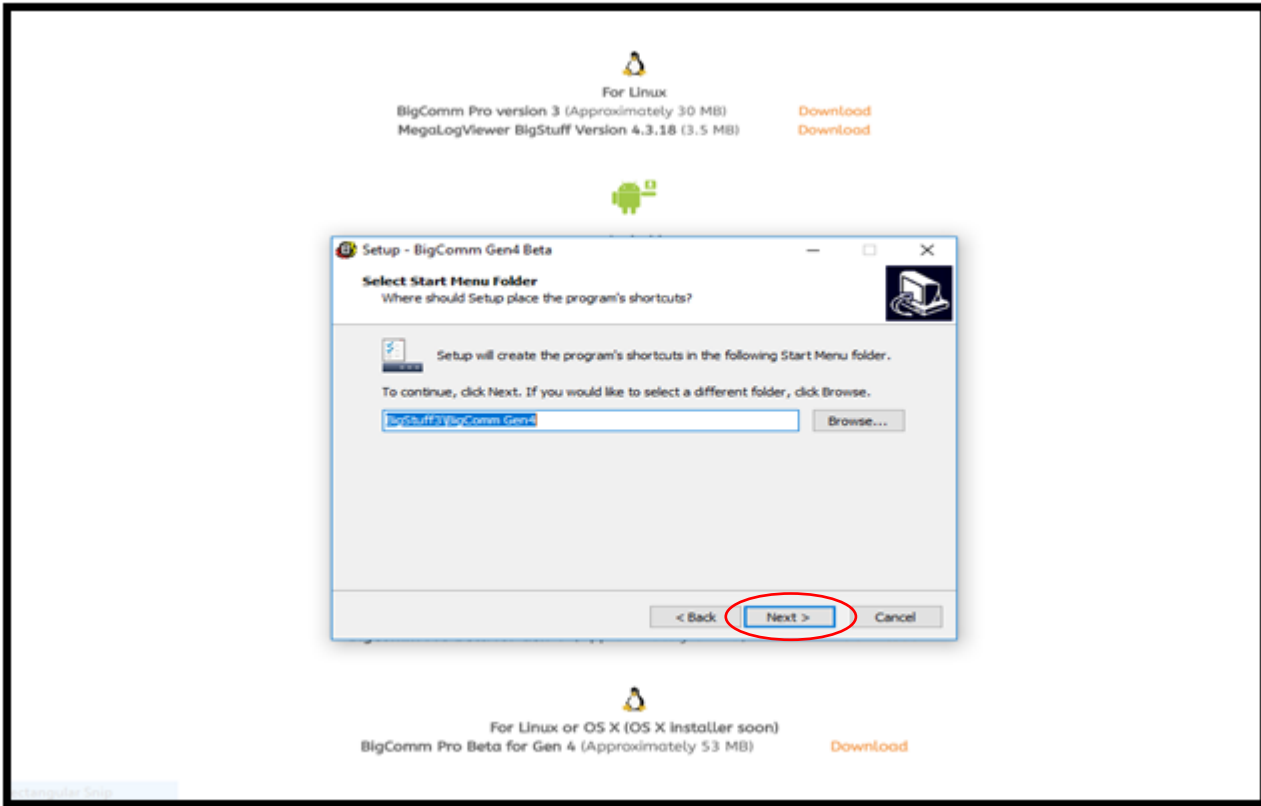 For Linux
BigComm Pro version 3 (Approximately 30 MB) Download
MegaLogViewer BigStuff Version 4.3.18 (3.5 MB) Download
Setup - BigComm Gen4 Beta
Select Start Menu Folder
Where should Setup place the program's shortcuts?
Setup will create the program's shortcuts in the following Start Menu folder.
To continue, click Next. If you would like to select a different folder, click Browse.
BigStuff3\BigComm Gen4
Browse...
< Back Next > Cancel
For Linux or OS X (OS X installer soon)
BigComm Pro Beta for Gen 4 (Approximately 53 MB) Download
ectangular Snip